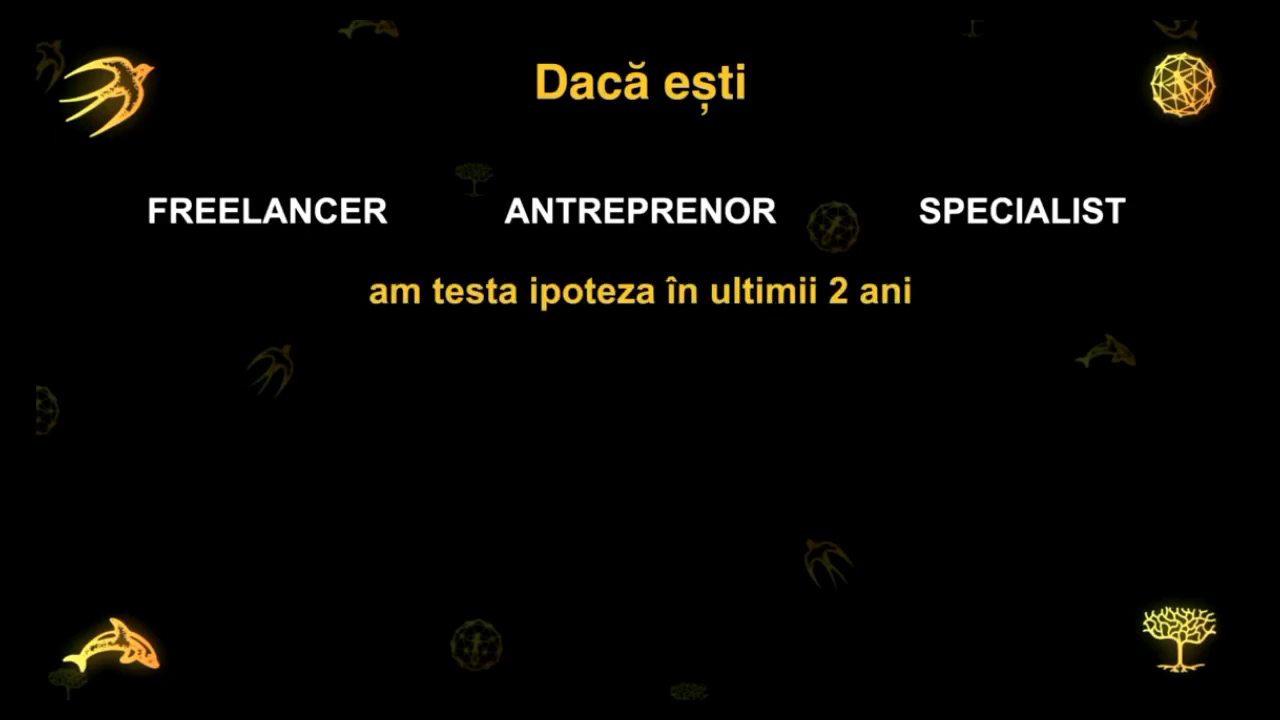 Dacă ești
FREELANCER ANTREPRENOR SPECIALIST
am testa ipoteza în ultimii 2 ani